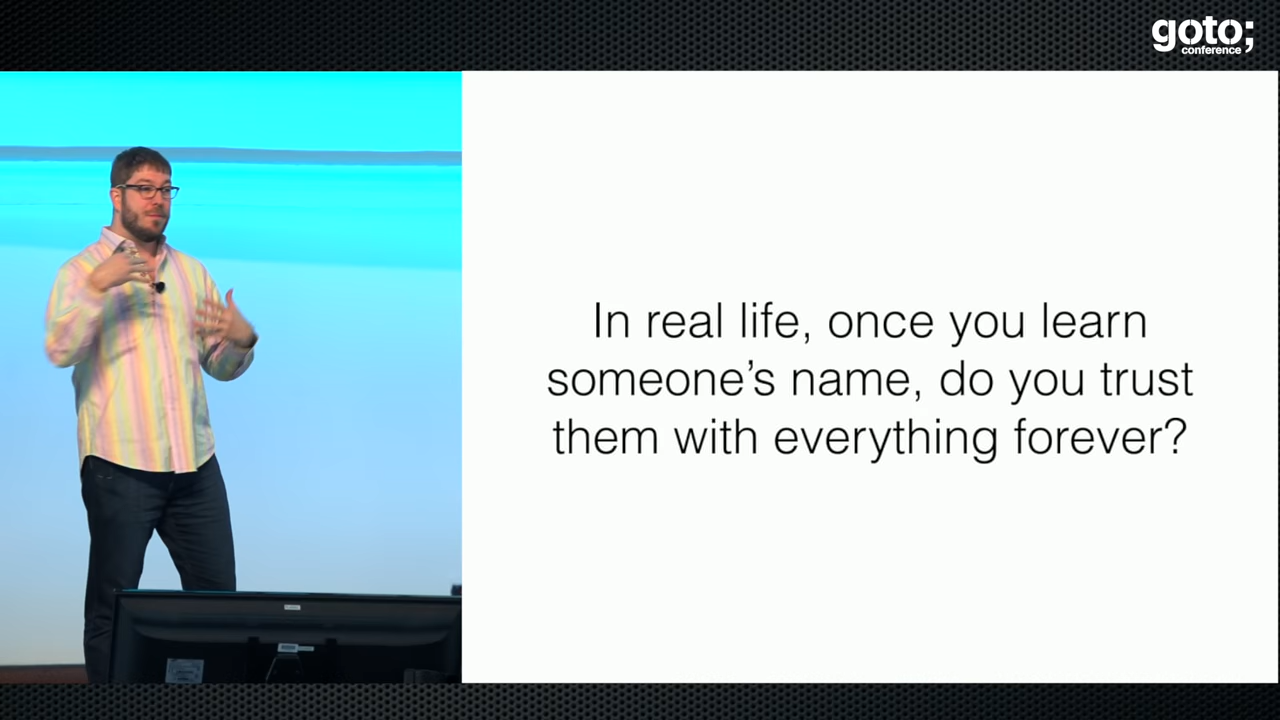 goto;
conference
In real life, once you learn
someone's name, do you trust
them with everything forever?